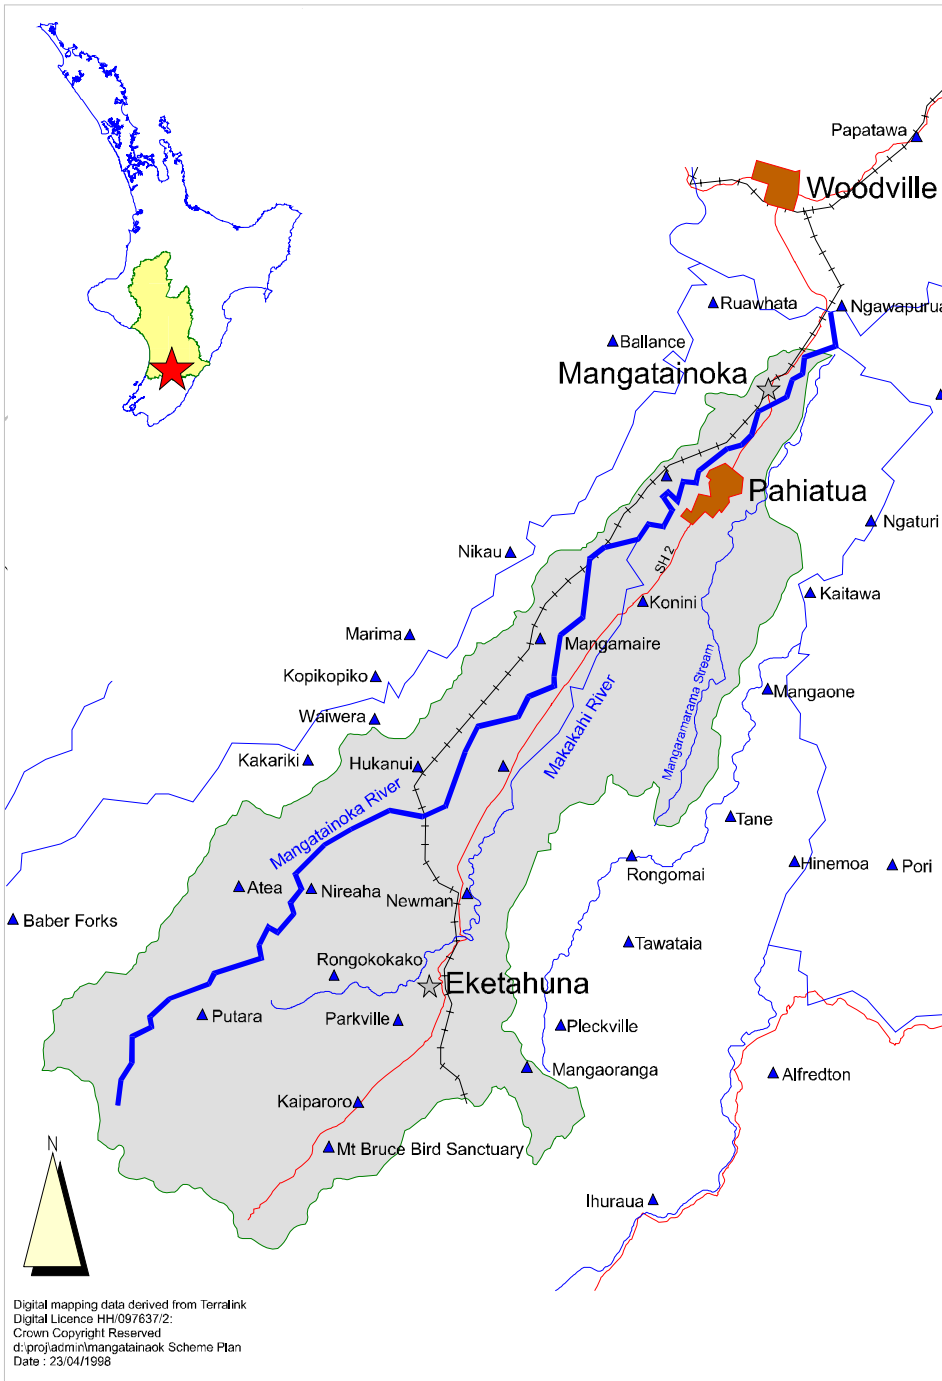 Papatawa
Woodville
Ruawhata
Ngawapurua
Ballance
Mangatainoka
Pahiatua
Ngaturi
Nikau
SH 2
Kaitawa
Konini
Marima
Mangamaire
Kopikopiko
Mangaramarama Stream
Mangaone
Makakahi River
Waiwera
Kakariki
Hukanui
Mangatainoka River
Tane
Hinemoa
Pori
Rongomai
Atea
Nireaha
Newman
Baber Forks
Tawataia
Rongokokako
Eketahuna
Putara
Parkville
Pleckville
Mangaoranga
Alfredton
Kaiparoro
N
Mt Bruce Bird Sanctuary
Ihuraua
Digital mapping data derived from Terralink
Digital Licence HH/097637/2:
Crown Copyright Reserved
d:\proj\admin\mangatainaok Scheme Plan
Date : 23/04/1998